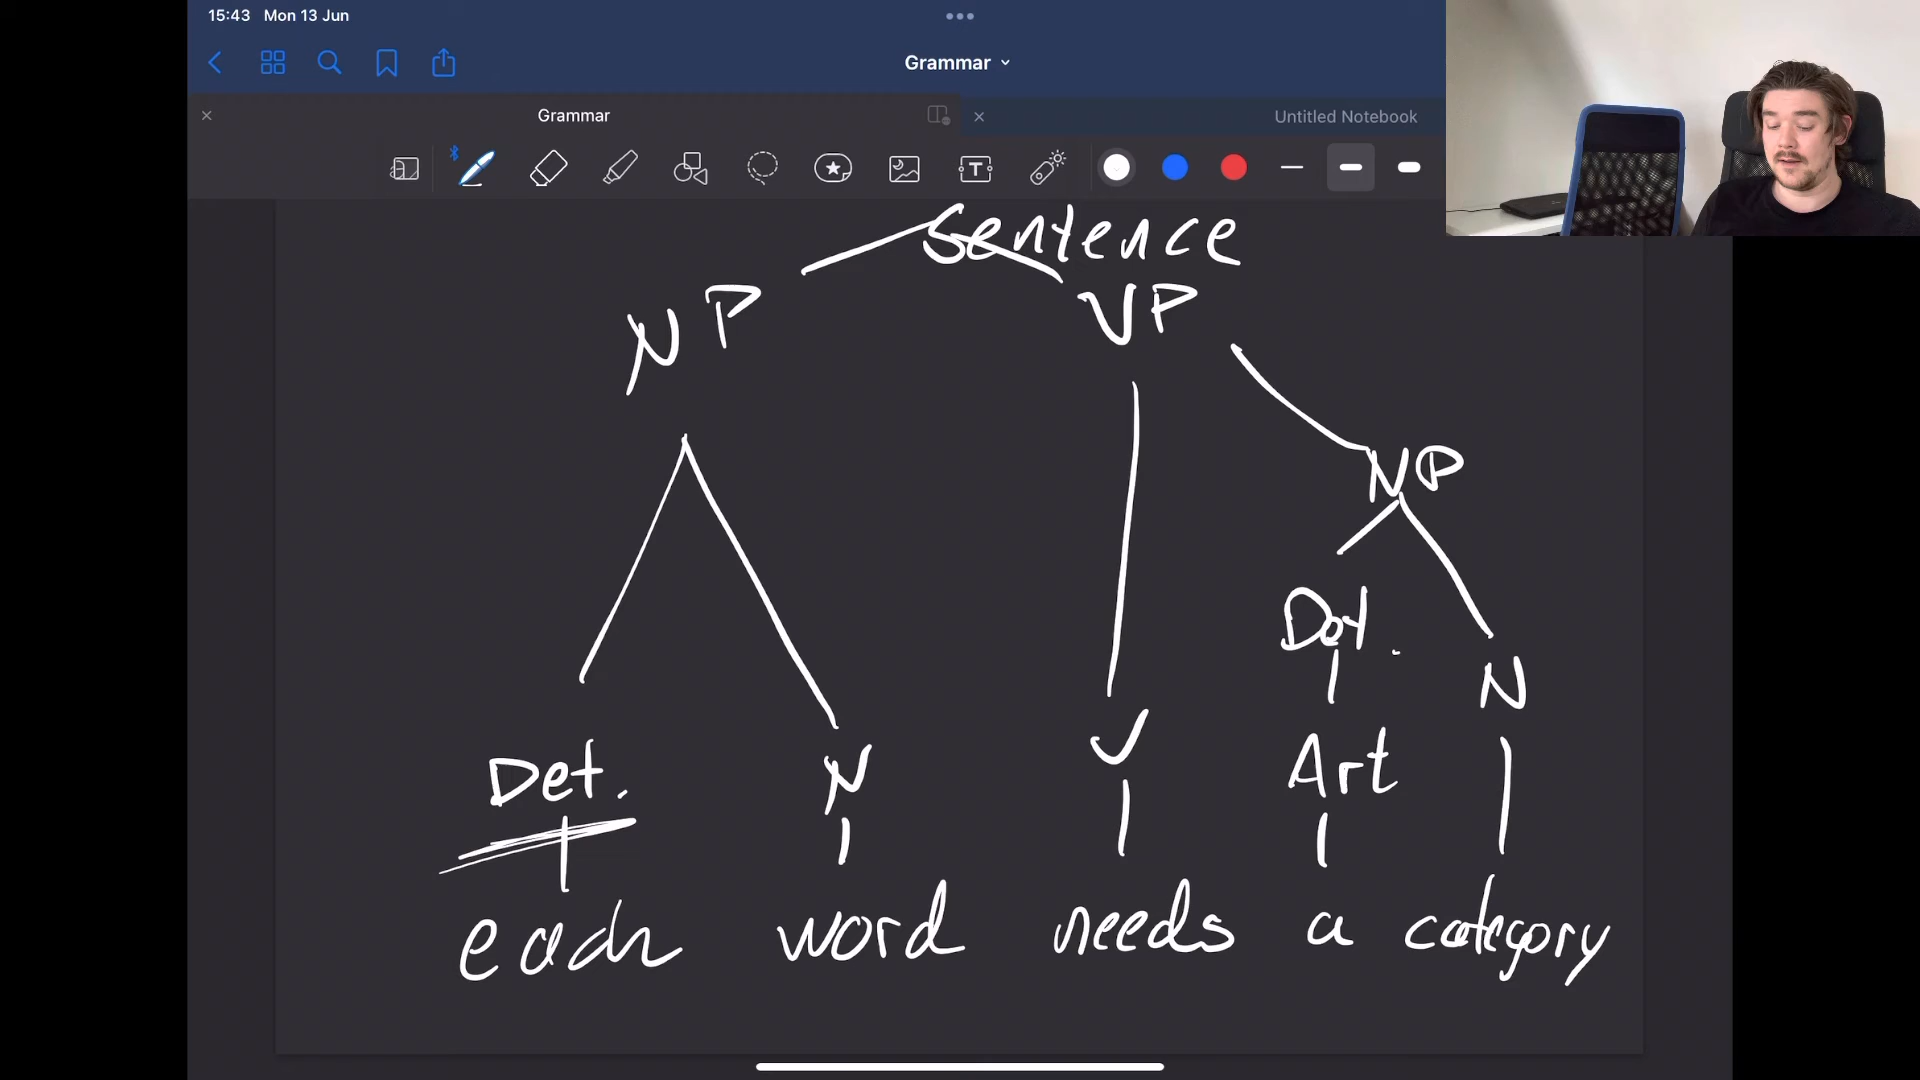 15:43 Mon 13 Jun
Grammar
Grammar
Untitled Notebook
T
Sentence
NP VP
NP
Det.
N
Det. N V Art
each word needs a category